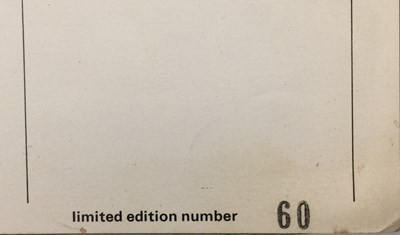 limited edition number 60